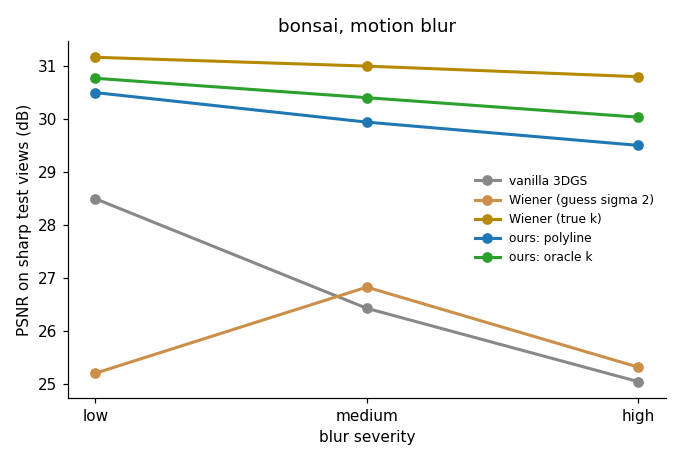 bonsai, motion blur
PSNR on sharp test views (dB)
31
30
29
28
27
26
25
vanilla 3DGS
Wiener (guess sigma 2)
Wiener (true k)
ours: polyline
ours: oracle k
low
medium
high
blur severity